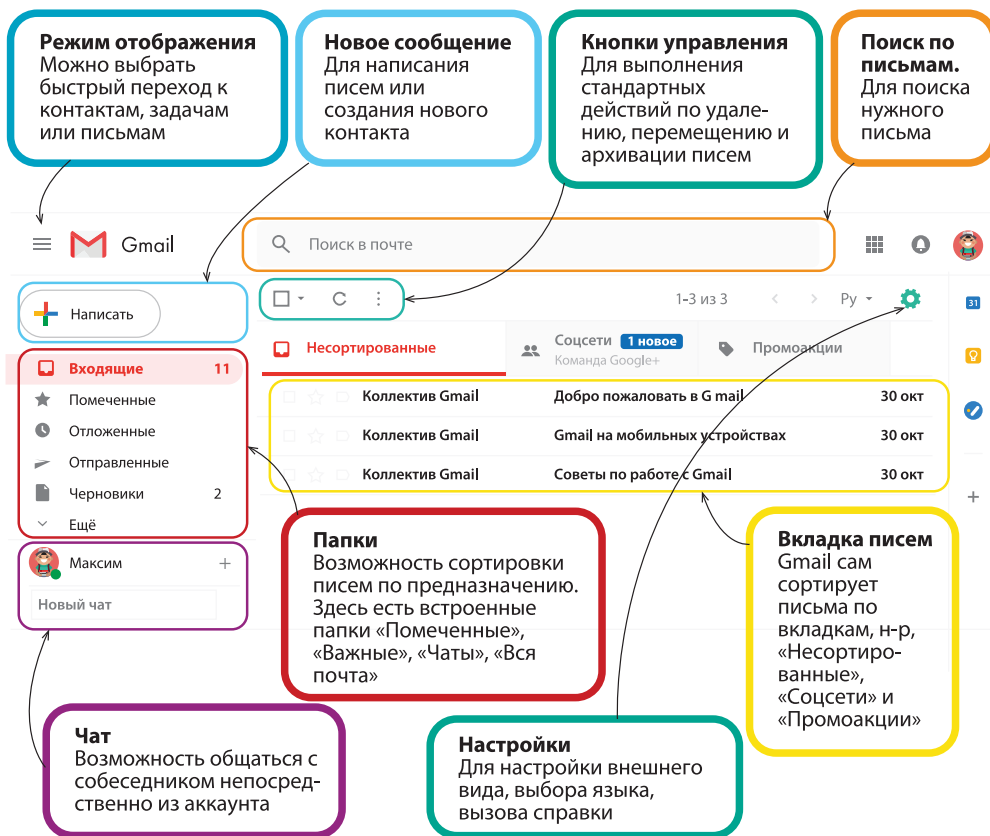 Режим отображения
Можно выбрать
быстрый переход к
контактам, задачам
или письмам
Новое сообщение
Для написания
писем или
создания нового
контакта
Кнопки управления
Для выполнения
стандартных
действий по удале-
нию, перемещению и
архивации писем
Поиск по
письмам.
Для поиска
нужного
письма
Gmail
Поиск в почте
Написать
1-3 из 3
Ру
31
Несортированные
Соцсети 1 новое
Команда Google+
Промоакции
Входящие 11
Помеченные
Отложенные
Отправленные
Черновики 2
Ещё
Коллектив Gmail Добро пожаловать в G mail 30 окт
Коллектив Gmail Gmail на мобильных устройствах 30 окт
Коллектив Gmail Советы по работе с Gmail 30 окт
Максим
Новый чат
Папки
Возможность сортировки
писем по предназначению.
Здесь есть встроенные
папки «Помеченные»,
«Важные», «Чаты», «Вся
почта»
Вкладка писем
Gmail сам
сортирует
письма по
вкладкам, н-р,
«Несортиро-
ванные»,
«Соцсети» и
«Промоакции»
Чат
Возможность общаться с
собеседником непосред-
ственно из аккаунта
Настройки
Для настройки внешнего
вида, выбора языка,
вызова справки